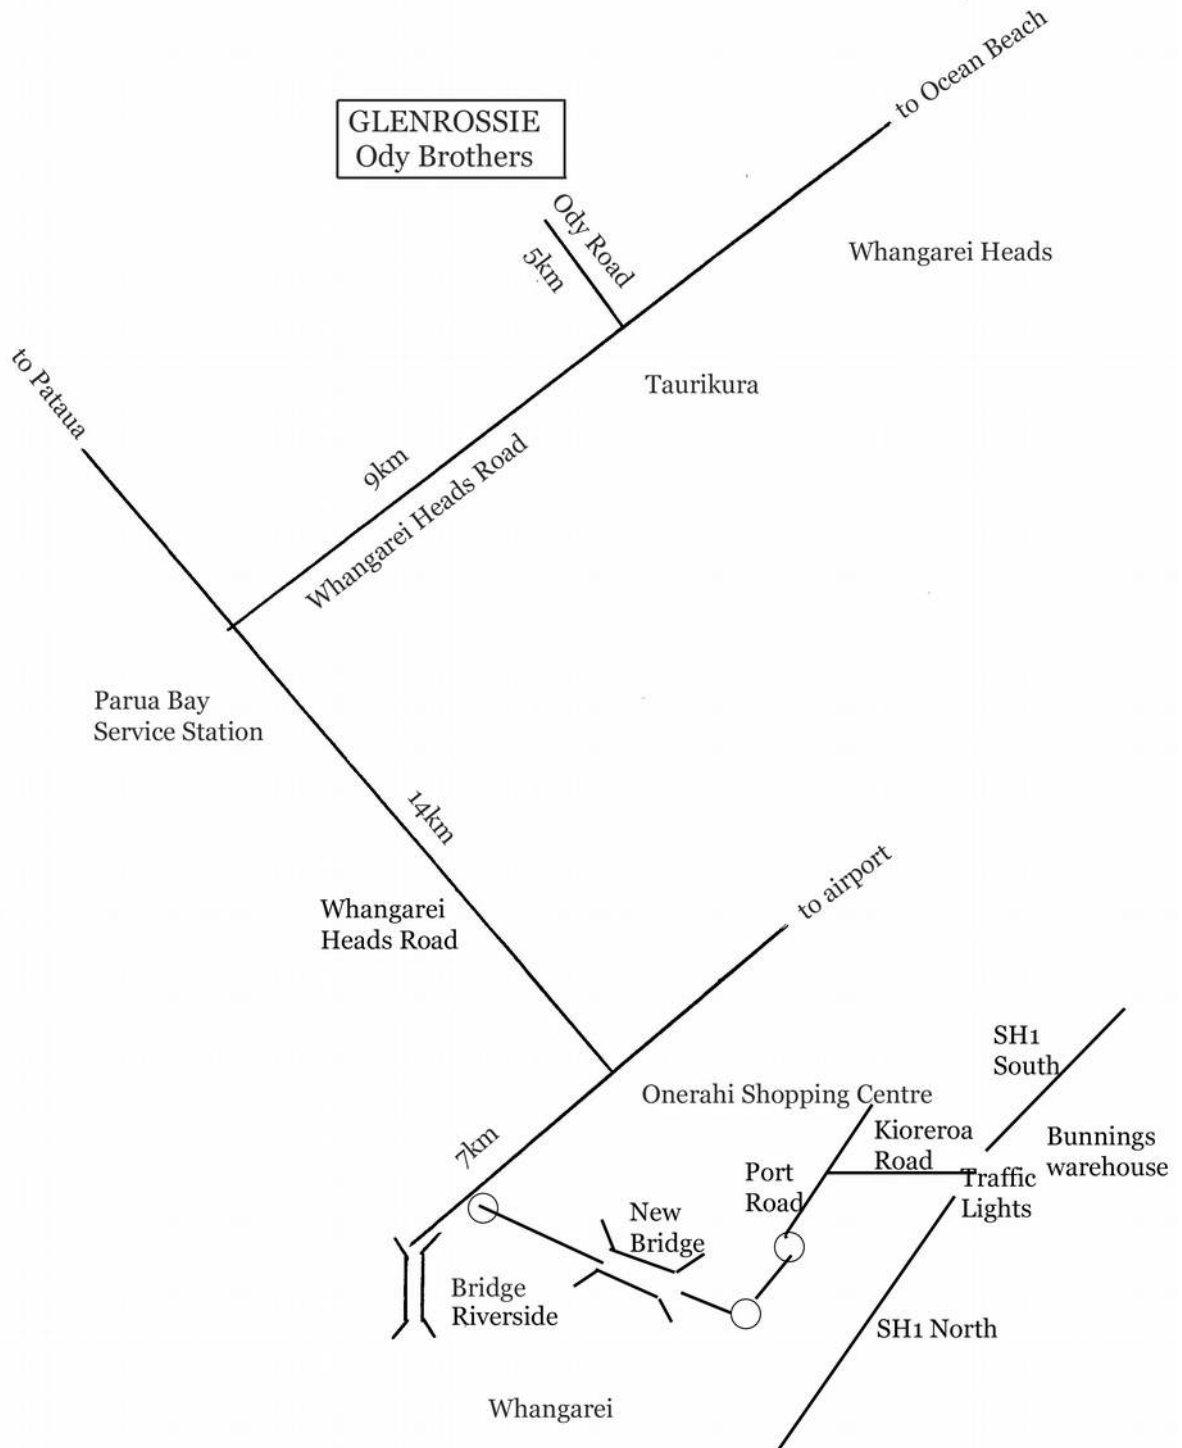 to Ocean Beach
GLENROSSIE
Ody Brothers
Ody Road
5km
Whangarei Heads
to Pataua
Taurikura
9km
Whangarei Heads Road
Parua Bay
Service Station
14km
Whangarei
Heads Road
to airport
SH1
South
Onerahi Shopping Centre
Kioreroa
Road
Bunnings
warehouse
7km
Port
Road
Traffic
Lights
New
Bridge
Bridge
Riverside
SH1 North
Whangarei